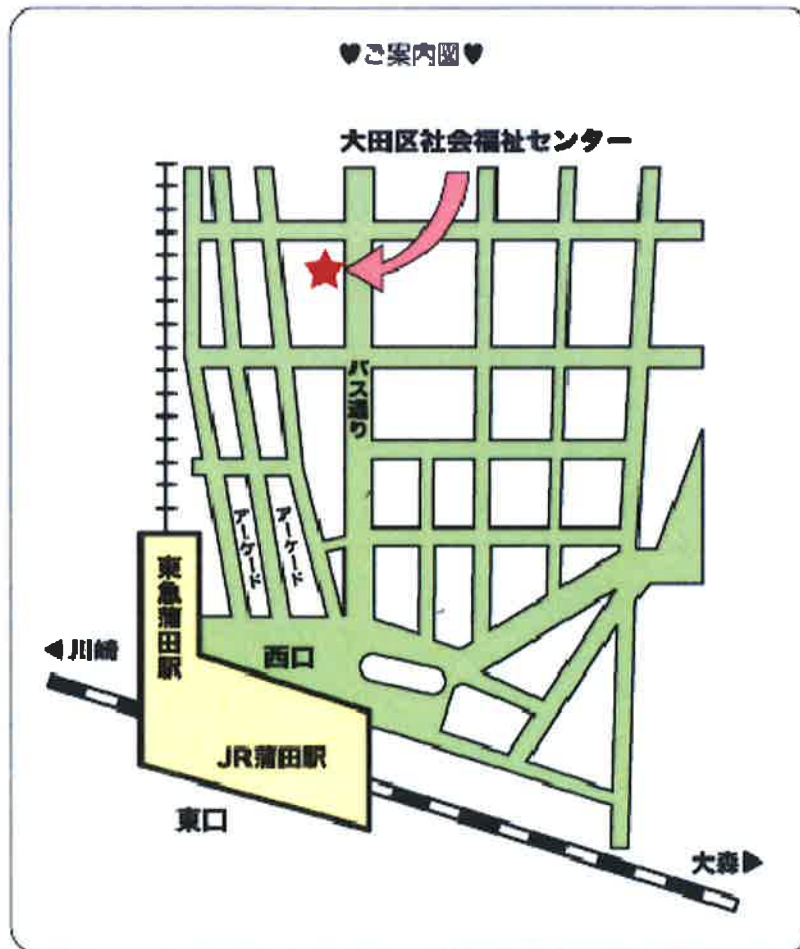 ♥ご案内図♥
大田区社会福祉センター
バス通り
アーケード
アーケード
東急蒲田駅
西口
◀川崎
JR蒲田駅
東口
大森▶